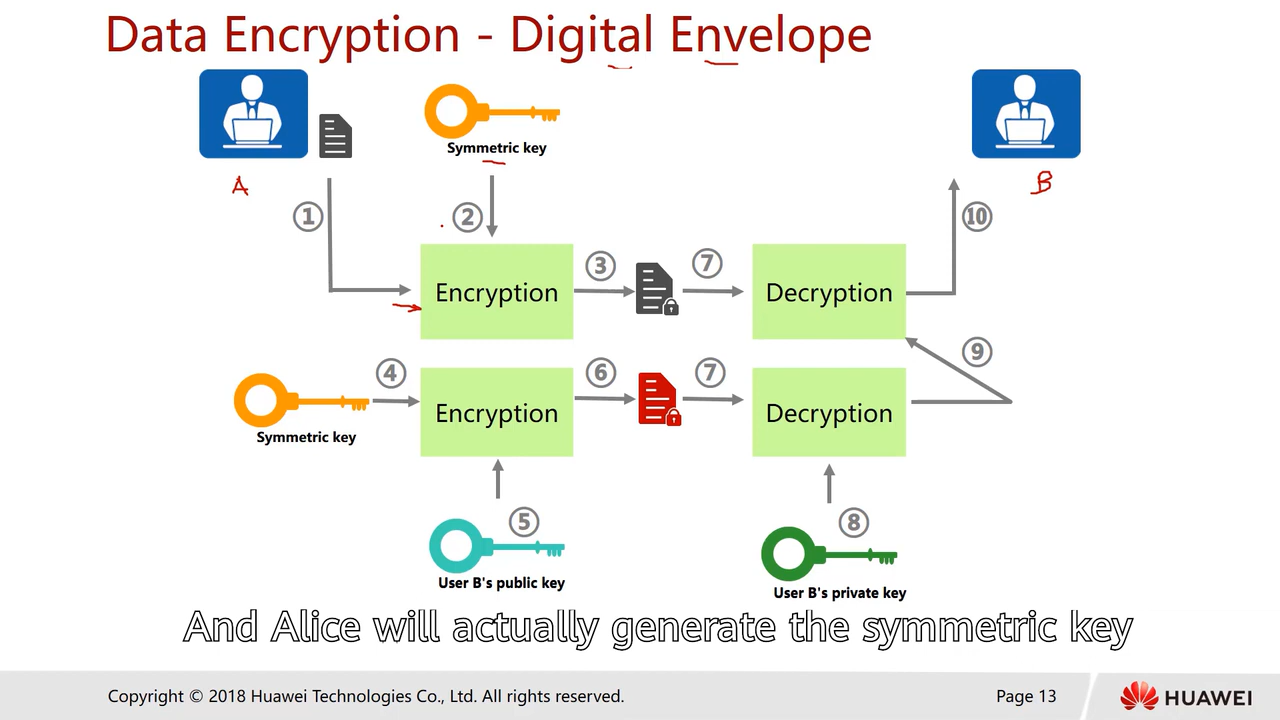 Data Encryption - Digital Envelope
Symmetric key
A
B
①
②
⑩
③
⑦
Encryption
Decryption
④
⑥
⑦
⑨
Encryption
Decryption
Symmetric key
⑤
⑧
User B's public key
User B's private key
And Alice will actually generate the symmetric key
Copyright © 2018 Huawei Technologies Co., Ltd. All rights reserved.
Page 13
HUAWEI